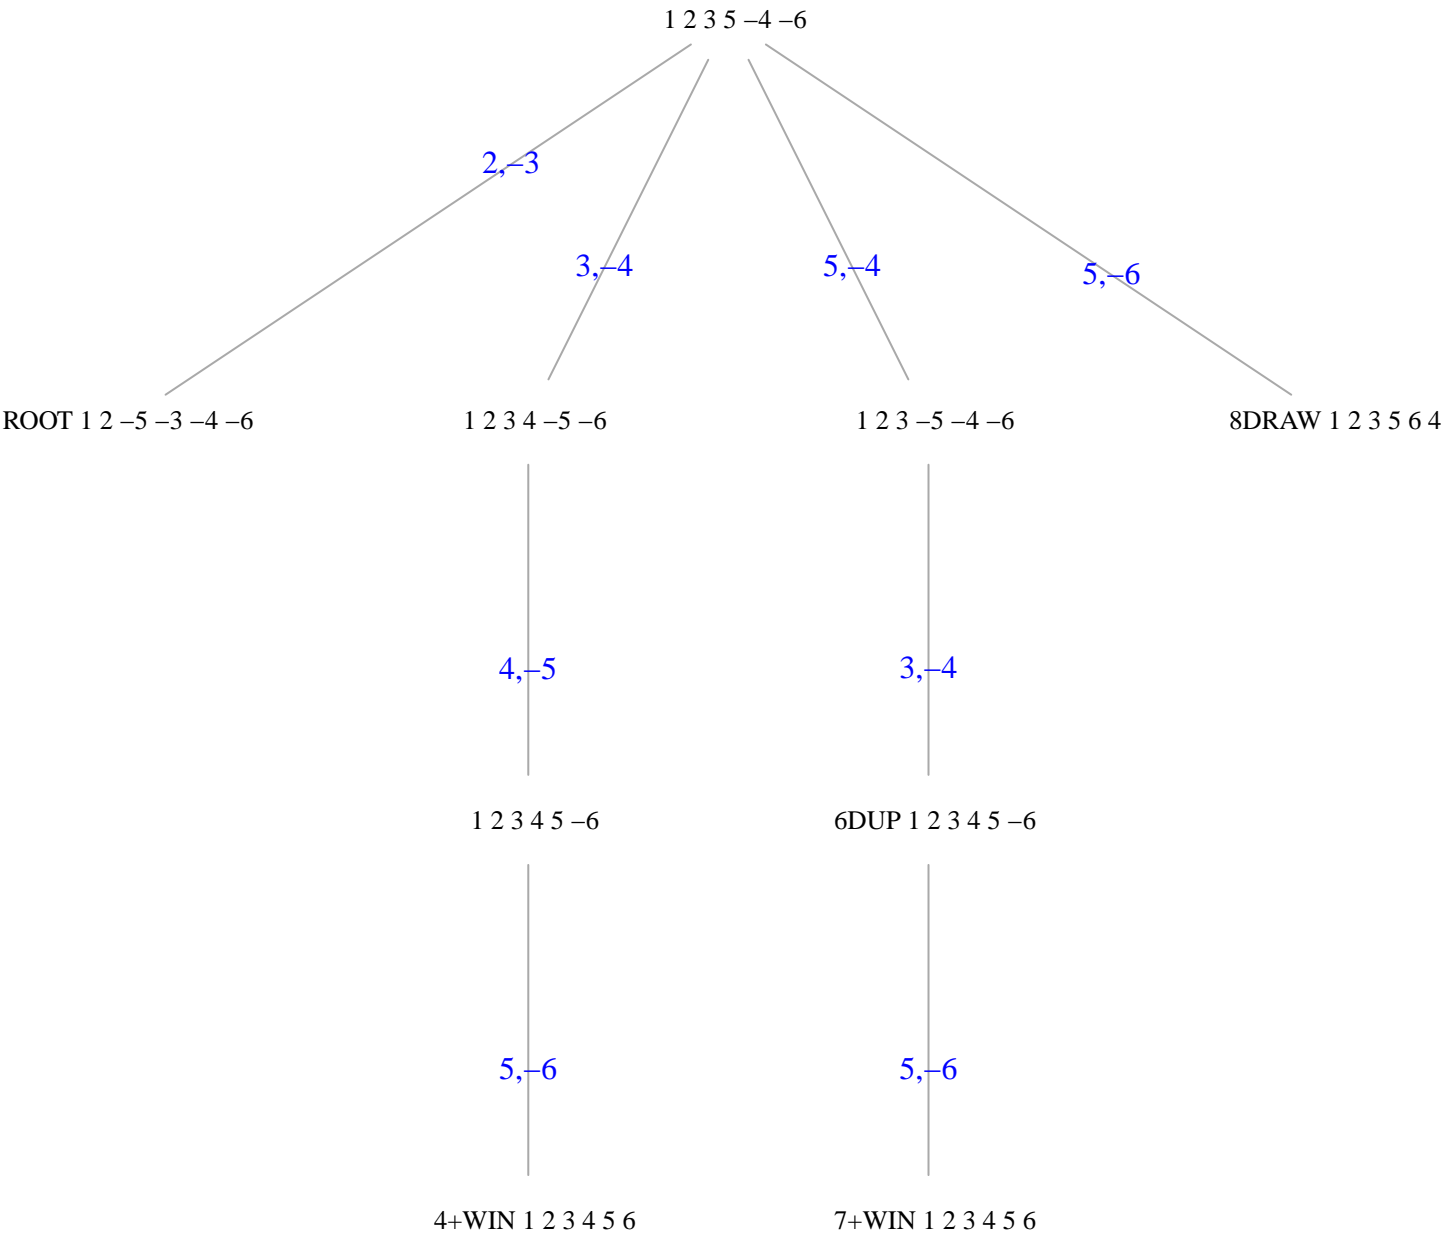 1 2 3 5 –4 –6
2,–3
3,–4
5,–4
5,–6
ROOT 1 2 –5 –3 –4 –6
1 2 3 4 –5 –6
1 2 3 –5 –4 –6
8DRAW 1 2 3 5 6 4
4,–5
3,–4
1 2 3 4 5 –6
6DUP 1 2 3 4 5 –6
5,–6
5,–6
4+WIN 1 2 3 4 5 6
7+WIN 1 2 3 4 5 6